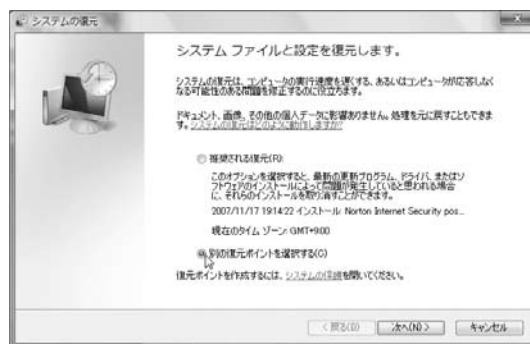 システムの復元
システム ファイルと設定を復元します。
システムの復元は、コンピュータの実行速度を遅くする、あるいはコンピュータが応答しなく
なる可能性のある問題を修正するのに役立ちます。
ドキュメント、画像、その他の個人データに影響ありません。処理を元に戻すこともできま
す。システムの復元はどのように動作しますか?
推奨される復元(R):
このオプションを選択すると、最新の更新プログラム、ドライバ、またはソ
フトウェアのインストールによって問題が発生していると思われる場合
に、それらのインストールを取り消すことができます。
2007/11/17 19:14:22 インストール: Norton Internet Security pos...
現在のタイム ゾーン: GMT+9:00
別の復元ポイントを選択する(C)
復元ポイントを作成するには、システムの保護を開いてください。
< 戻る(B)
次へ(N) >
キャンセル